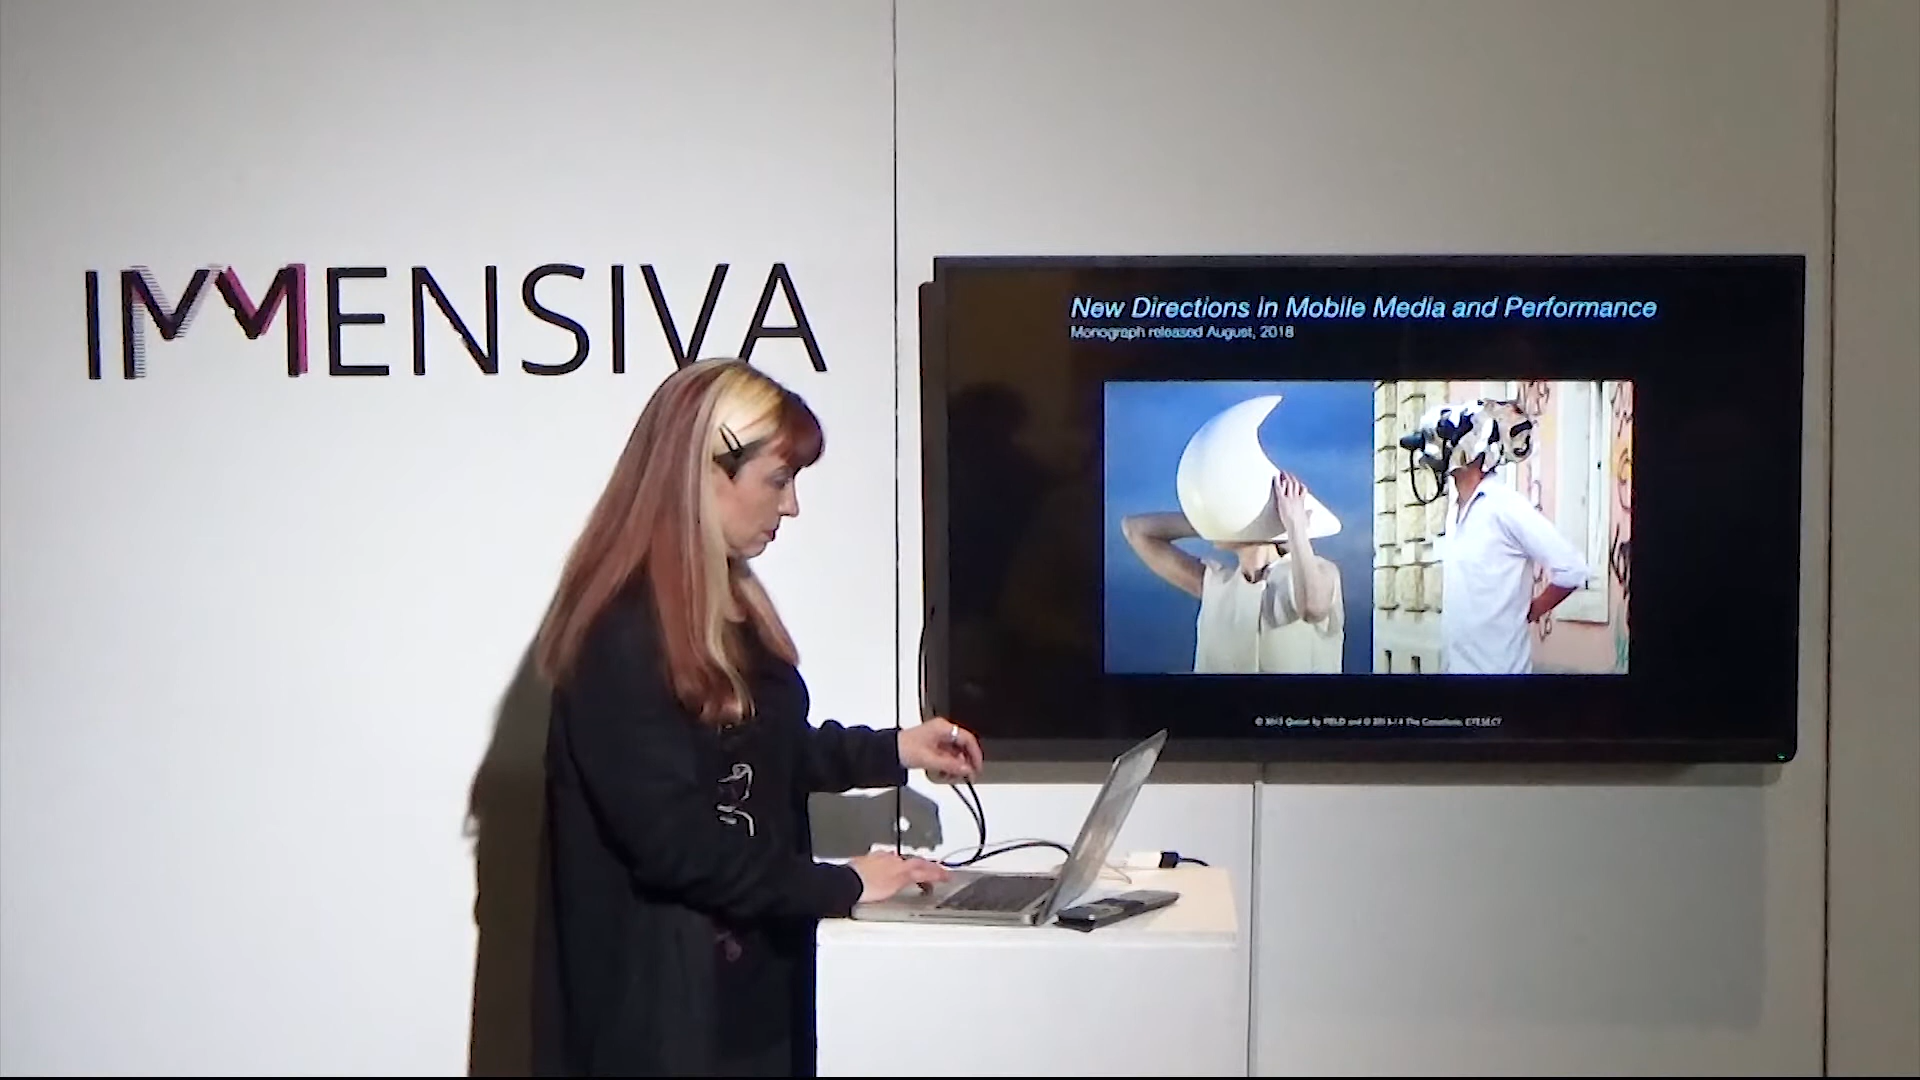 IMMENSIVA
New Directions in Mobile Media and Performance
Monograph released August, 2018